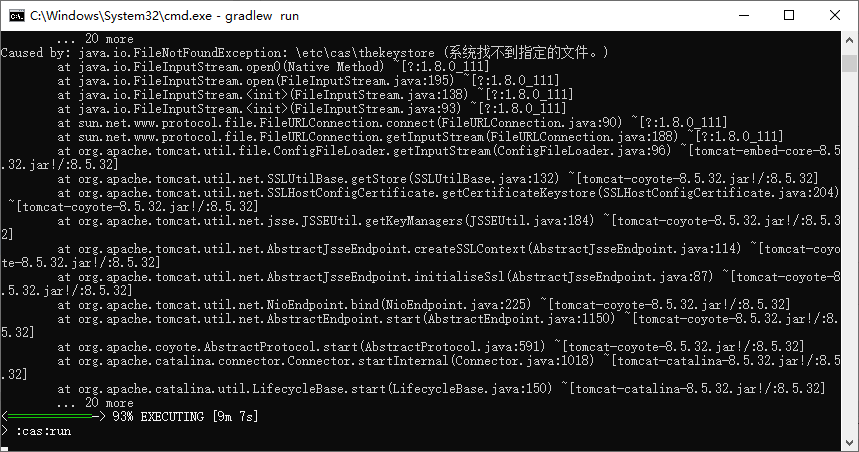 C:\Windows\System32\cmd.exe - gradlew  run
... 20 more
Caused by: java.io.FileNotFoundException: \etc\cas\thekeystore (系统找不到指定的文件。)
at java.io.FileInputStream.open0(Native Method) ~[?:1.8.0_111]
at java.io.FileInputStream.open(FileInputStream.java:195) ~[?:1.8.0_111]
at java.io.FileInputStream.<init>(FileInputStream.java:138) ~[?:1.8.0_111]
at java.io.FileInputStream.<init>(FileInputStream.java:93) ~[?:1.8.0_111]
at sun.net.www.protocol.file.FileURLConnection.connect(FileURLConnection.java:90) ~[?:1.8.0_111]
at sun.net.www.protocol.file.FileURLConnection.getInputStream(FileURLConnection.java:188) ~[?:1.8.0_111]
at org.apache.tomcat.util.file.ConfigFileLoader.getInputStream(ConfigFileLoader.java:96) ~[tomcat-embed-core-8.5
.32.jar!/:8.5.32]
at org.apache.tomcat.util.net.SSLUtilBase.getStore(SSLUtilBase.java:132) ~[tomcat-coyote-8.5.32.jar!/:8.5.32]
at org.apache.tomcat.util.net.SSLHostConfigCertificate.getCertificateKeystore(SSLHostConfigCertificate.java:204)
~[tomcat-coyote-8.5.32.jar!/:8.5.32]
at org.apache.tomcat.util.net.jsse.JSSEUtil.getKeyManagers(JSSEUtil.java:184) ~[tomcat-coyote-8.5.32.jar!/:8.5.3
2]
at org.apache.tomcat.util.net.AbstractJsseEndpoint.createSSLContext(AbstractJsseEndpoint.java:114) ~[tomcat-coyo
te-8.5.32.jar!/:8.5.32]
at org.apache.tomcat.util.net.AbstractJsseEndpoint.initialiseSsl(AbstractJsseEndpoint.java:87) ~[tomcat-coyote-8
.5.32.jar!/:8.5.32]
at org.apache.tomcat.util.net.NioEndpoint.bind(NioEndpoint.java:225) ~[tomcat-coyote-8.5.32.jar!/:8.5.32]
at org.apache.tomcat.util.net.AbstractEndpoint.start(AbstractEndpoint.java:1150) ~[tomcat-coyote-8.5.32.jar!/:8.
5.32]
at org.apache.coyote.AbstractProtocol.start(AbstractProtocol.java:591) ~[tomcat-coyote-8.5.32.jar!/:8.5.32]
at org.apache.catalina.connector.Connector.startInternal(Connector.java:1018) ~[tomcat-catalina-8.5.32.jar!/:8.5
.32]
at org.apache.catalina.util.LifecycleBase.start(LifecycleBase.java:150) ~[tomcat-catalina-8.5.32.jar!/:8.5.32]
... 20 more
<============-> 93% EXECUTING [9m 7s]
> :cas:run